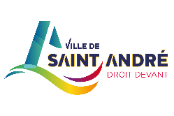 VILLE DE
SAINT ANDRÉ
DROIT DEVANT